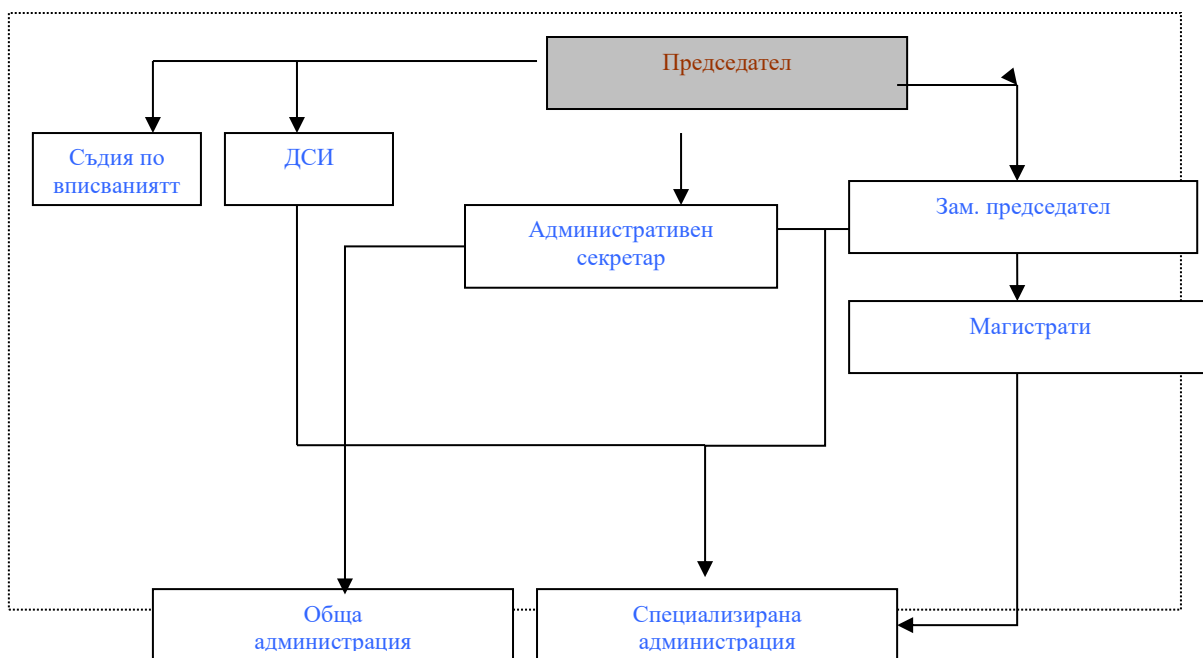 Председател
Съдия по
вписваниятт
ДСИ
Административен
секретар
Зам. председател
Магистрати
Обща
администрация
Специализирана
администрация